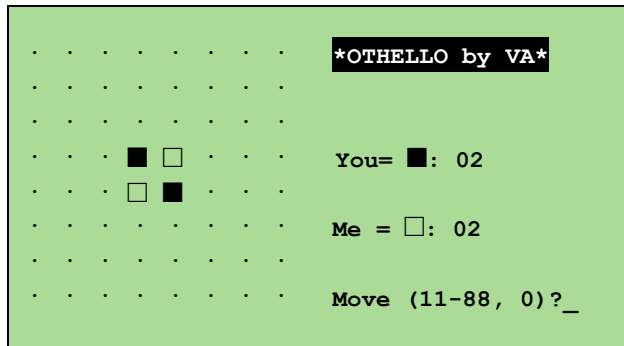 *OTHELLO by VA*
You= ■: 02
Me = □: 02
Move (11-88, 0)?_